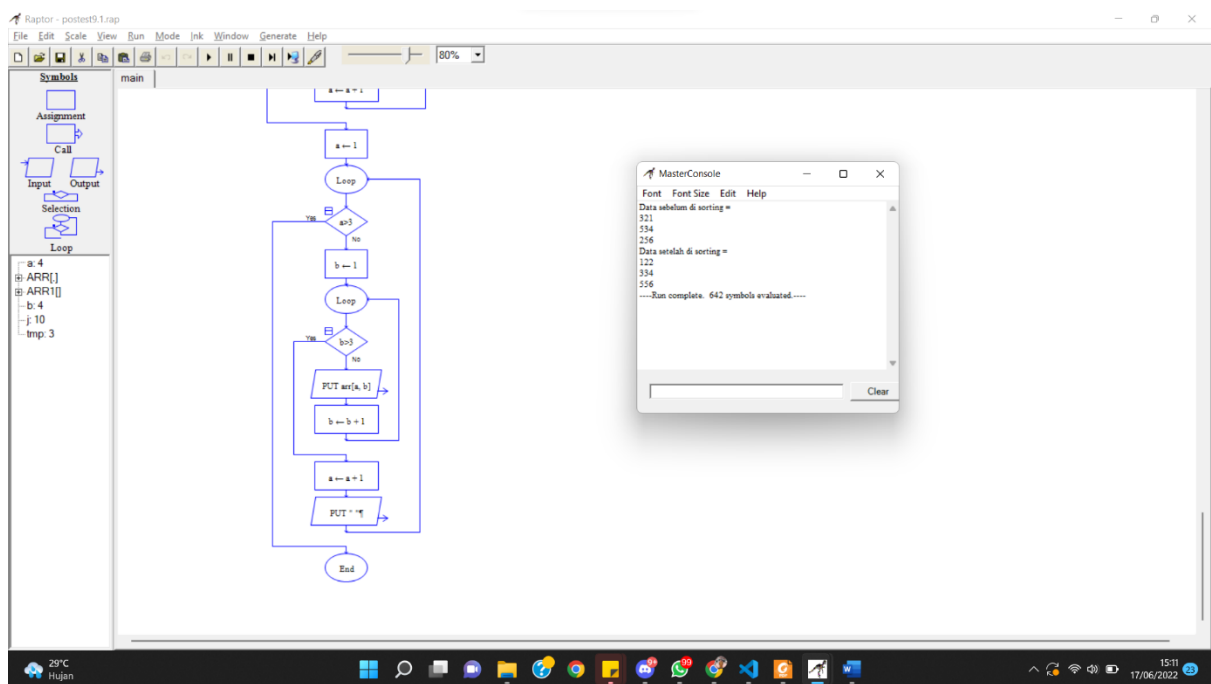 Raptor - postest9.1.rap
File Edit Scale View Run Mode Ink Window Generate Help
80%
Symbols
Assignment
Call
Input Output
Selection
Loop
a: 4
ARR[,]
ARR1[]
b: 4
j: 10
tmp: 3
main
a ← a + 1
a ← 1
Loop
Yes
a>3
No
b ← 1
Loop
Yes
b>3
No
PUT arr[a, b]
b ← b + 1
a ← a + 1
PUT " "¶
End
MasterConsole
Font Font Size Edit Help
Data sebelum di sorting =
321
534
256
Data setelah di sorting =
122
334
556
----Run complete. 642 symbols evaluated.----
Clear
29°C
Hujan
99
15:11
17/06/2022
23